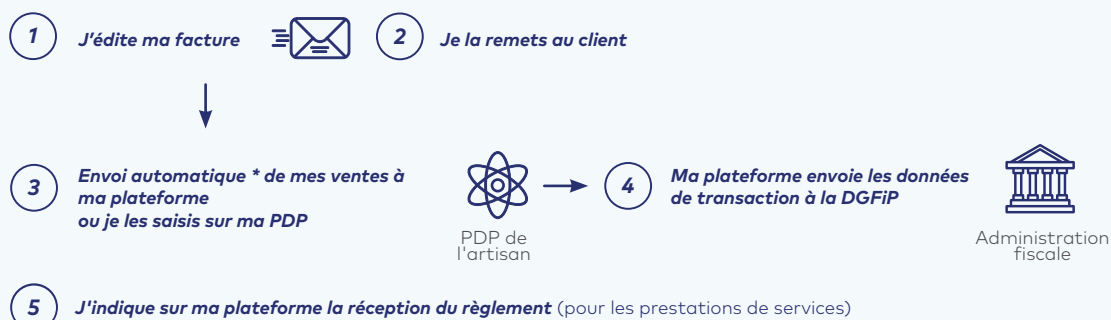 1 J'édite ma facture
2 Je la remets au client
3 Envoi automatique * de mes ventes à
ma plateforme
ou je les saisis sur ma PDP
PDP de
l'artisan
4 Ma plateforme envoie les données
de transaction à la DGFiP
Administration
fiscale
5 J'indique sur ma plateforme la réception du règlement (pour les prestations de services)